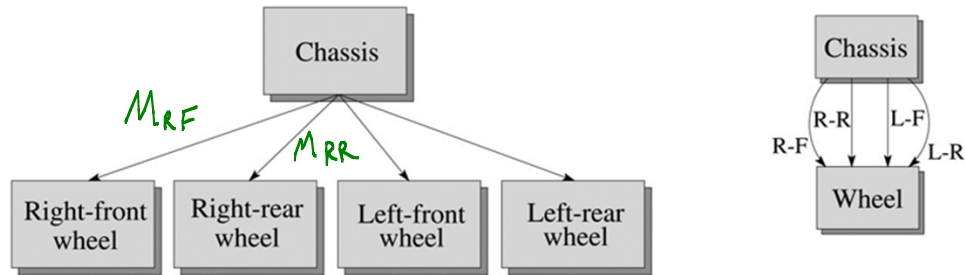 Chassis
M_RF
M_RR
Right-front
wheel
Right-rear
wheel
Left-front
wheel
Left-rear
wheel
Chassis
R-F
R-R
L-F
L-R
Wheel